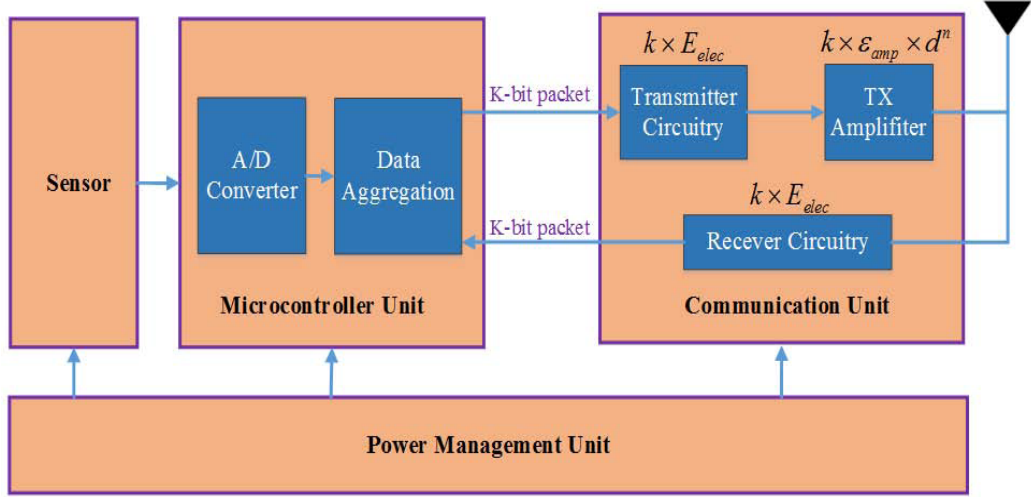 Sensor
A/D
Converter
Data
Aggregation
Microcontroller Unit
K-bit packet
K-bit packet
k × E_elec
Transmitter
Circuitry
k × ε_amp × d^n
TX
Amplifiter
k × E_elec
Recever Circuitry
Communication Unit
Power Management Unit